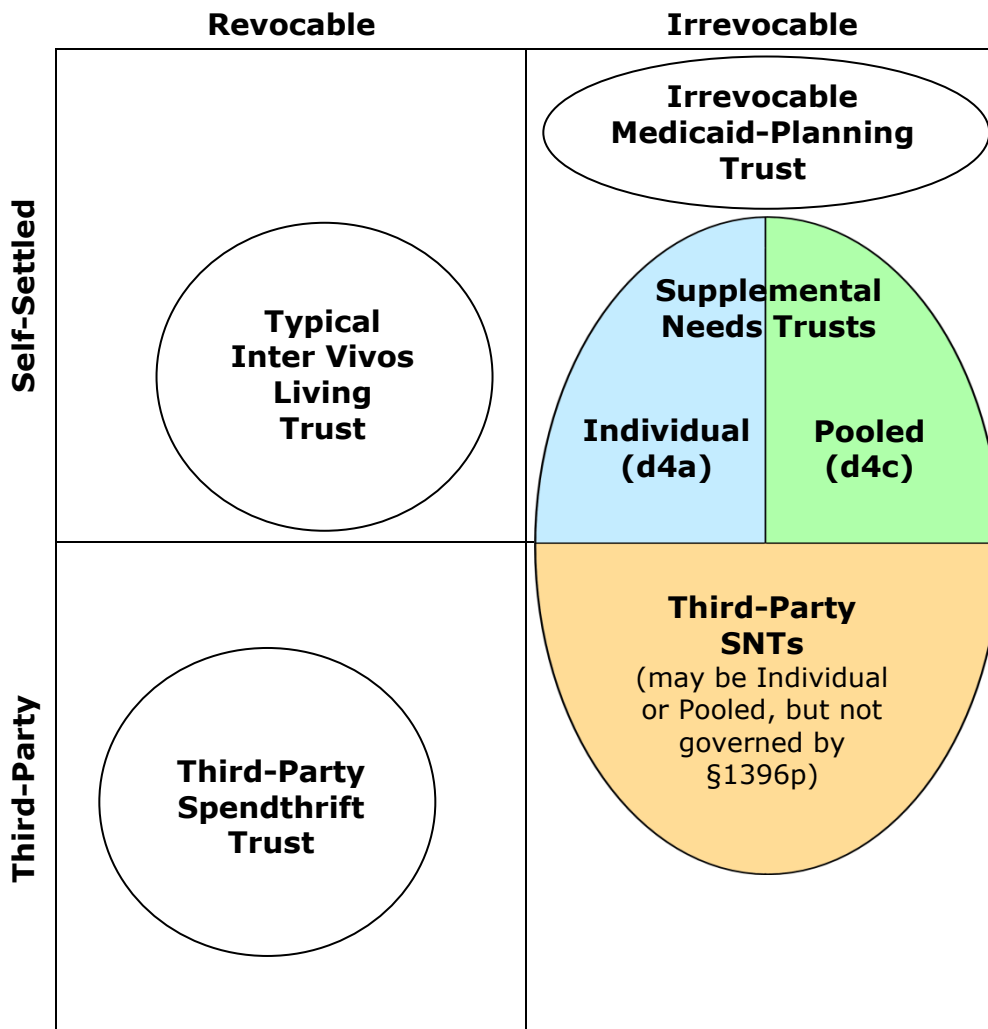 Revocable
Irrevocable
Self-Settled
Third-Party
Typical
Inter Vivos
Living
Trust
Irrevocable
Medicaid-Planning
Trust
Supplemental
Needs Trusts
Individual
(d4a)
Pooled
(d4c)
Third-Party
Spendthrift
Trust
Third-Party
SNTs
(may be Individual
or Pooled, but not
governed by
§1396p)